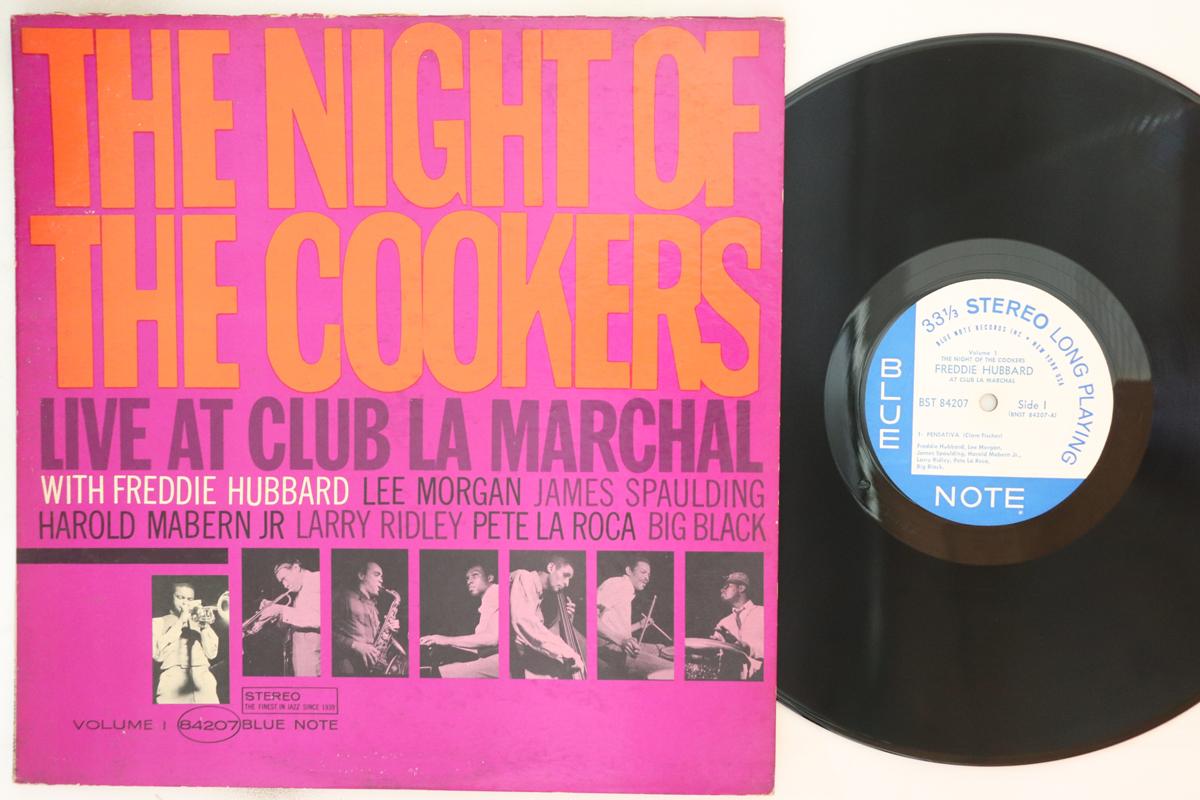 THE NIGHT OF
THE COOKERS
LIVE AT CLUB LA MARCHAL
WITH FREDDIE HUBBARD LEE MORGAN JAMES SPAULDING
HAROLD MABERN JR LARRY RIDLEY PETE LA ROCA BIG BLACK
STEREO
THE FINEST IN JAZZ SINCE 1939
VOLUME 1 84207 BLUE NOTE
33 1/3 STEREO LONG PLAYING
BLUE NOTE RECORDS INC • NEW YORK USA
Volume 1
THE NIGHT OF THE COOKERS
FREDDIE HUBBARD
AT CLUB LA MARCHAL
BST 84207
Side 1
(BNST 84207-A)
1- PENSATIVA (Clare Fischer)
Freddie Hubbard, Lee Morgan,
James Spaulding, Harold Mabern Jr.,
Larry Ridley, Pete La Roca,
Big Black.
BLUE
NOTE